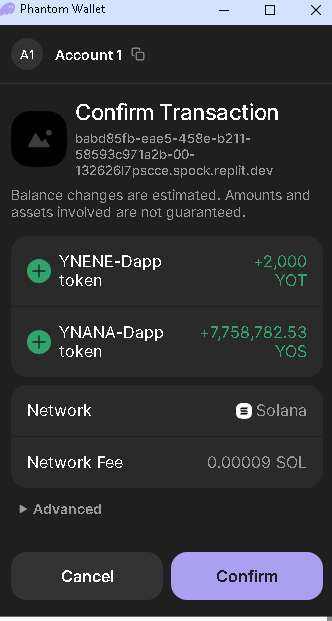 Phantom Wallet
A1 Account 1
Confirm Transaction
babd85fb-eae5-458e-b211-
58593c971a2b-00-
132626l7pscce.spock.replit.dev
Balance changes are estimated. Amounts and
assets involved are not guaranteed.
YNENE-Dapp +2,000
token YOT
YNANA-Dapp +7,758,782.53
token YOS
Network Solana
Network Fee 0.00009 SOL
Advanced
Cancel Confirm